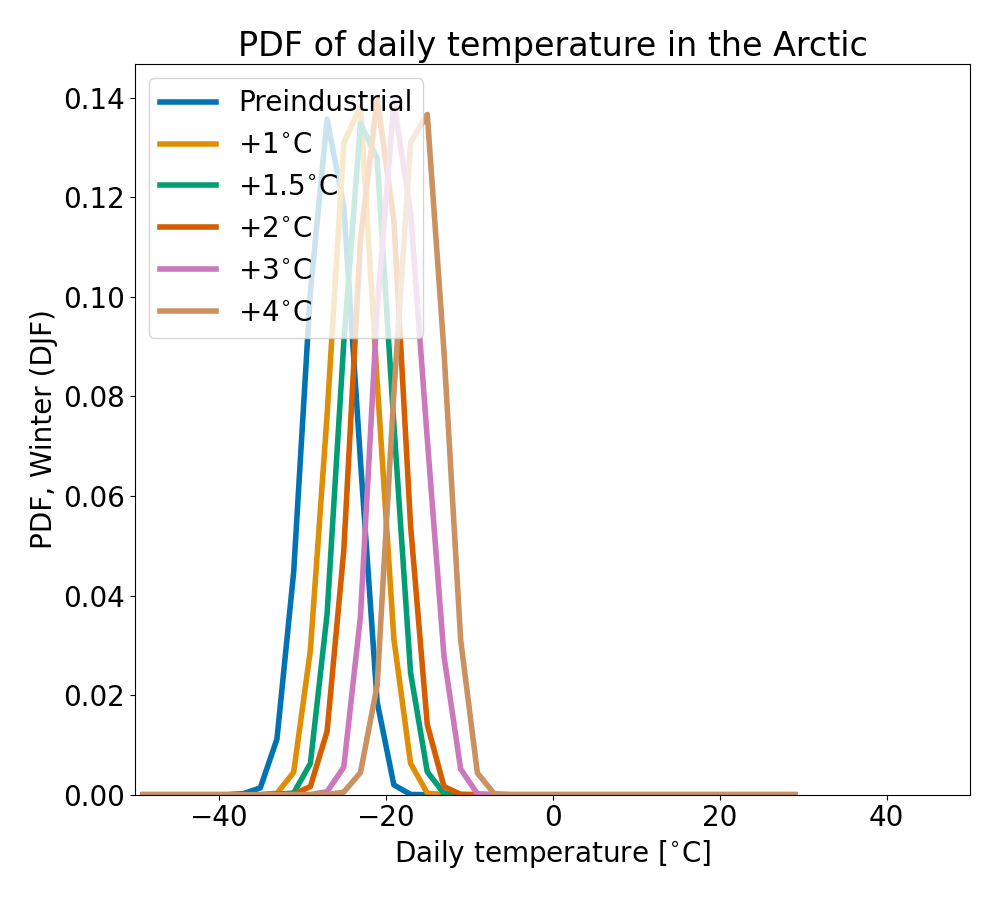 PDF of daily temperature in the Arctic
Preindustrial
+1°C
+1.5°C
+2°C
+3°C
+4°C
0.14
0.12
0.10
0.08
0.06
0.04
0.02
0.00
PDF, Winter (DJF)
−40
−20
0
20
40
Daily temperature [°C]